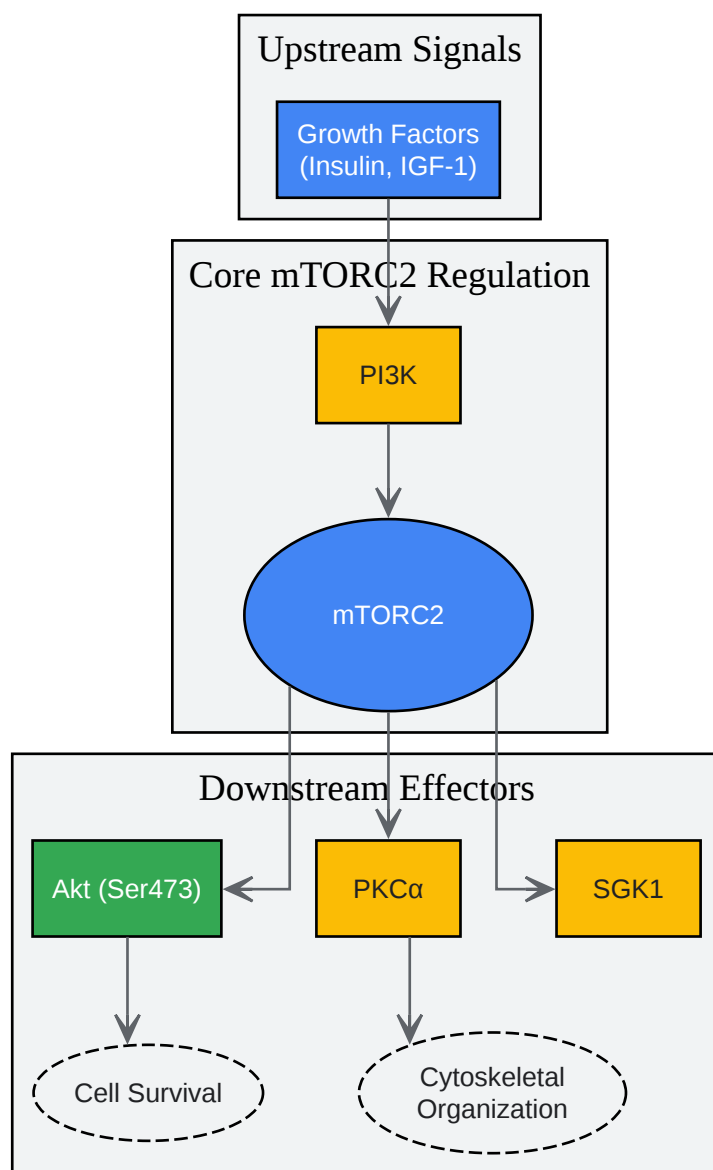 Upstream Signals
Growth Factors
(Insulin, IGF-1)
Core mTORC2 Regulation
PI3K
mTORC2
Downstream Effectors
Akt (Ser473)
PKCα
SGK1
Cell Survival
Cytoskeletal
Organization